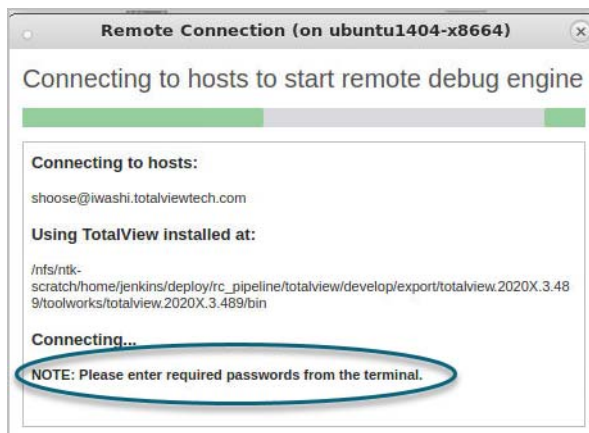 Remote Connection (on ubuntu1404-x8664)
Connecting to hosts to start remote debug engine
Connecting to hosts:
shoose@iwashi.totalviewtech.com
Using TotalView installed at:
/nfs/ntk-
scratch/home/jenkins/deploy/rc_pipeline/totalview/develop/export/totalview.2020X.3.48
9/toolworks/totalview.2020X.3.489/bin
Connecting...
NOTE: Please enter required passwords from the terminal.